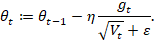 θ_t ≔ θ_{t−1} − η g_t / (√V_t + ε).